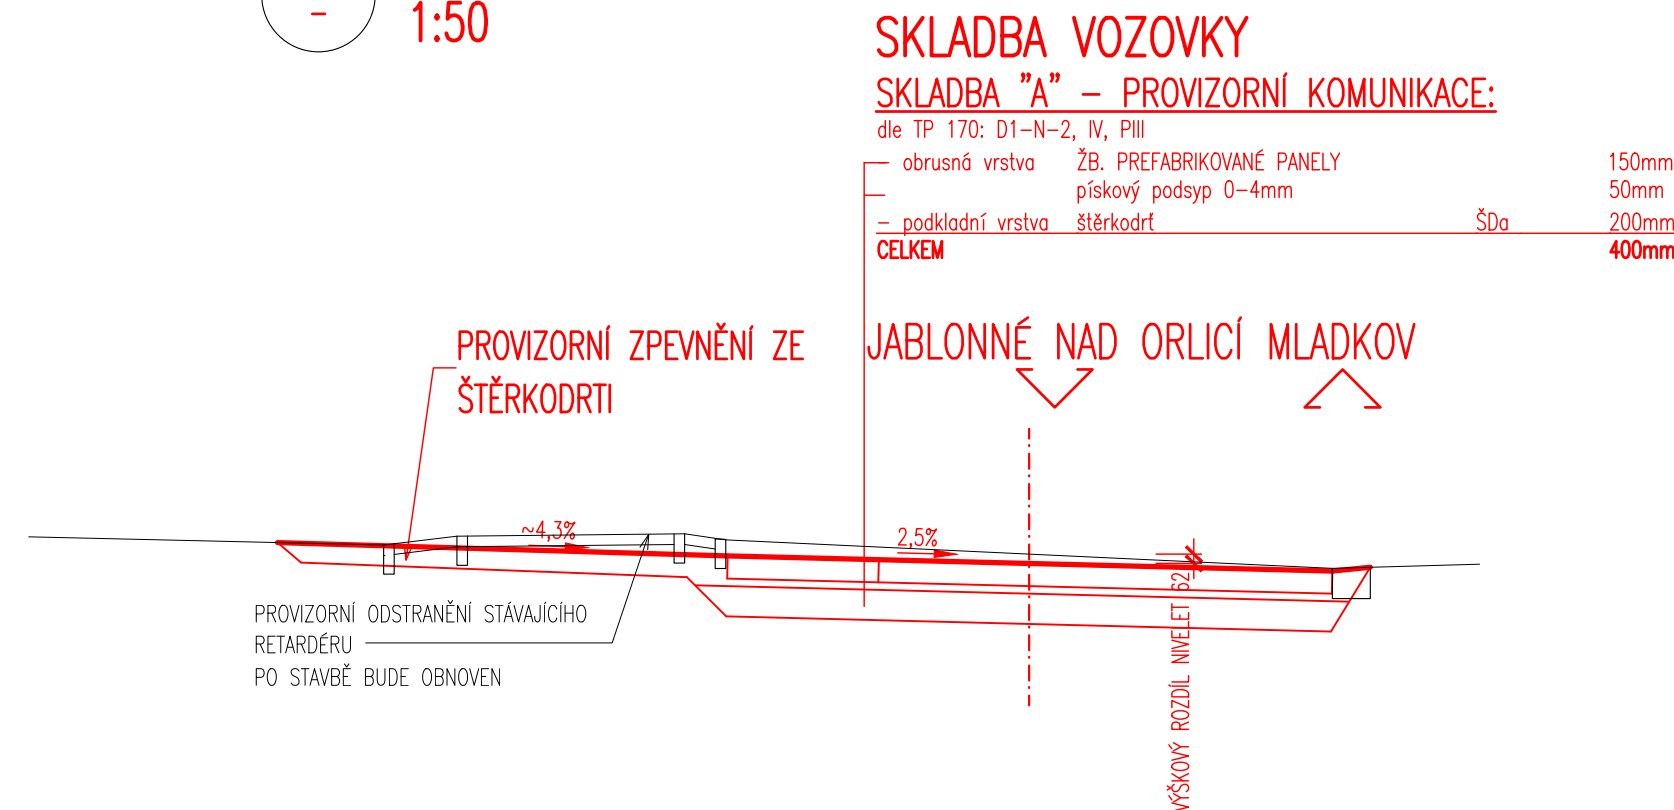 -
1:50
SKLADBA VOZOVKY
SKLADBA "A" – PROVIZORNÍ KOMUNIKACE:
dle TP 170: D1-N-2, IV, PIII
– obrusná vrstva ŽB. PREFABRIKOVANÉ PANELY 150mm
pískový podsyp 0-4mm 50mm
– podkladní vrstva štěrkodrť ŠDa 200mm
CELKEM 400mm
PROVIZORNÍ ZPEVNĚNÍ ZE
ŠTĚRKODRTI
JABLONNÉ NAD ORLICÍ MLADKOV
~4,3%
2,5%
PROVIZORNÍ ODSTRANĚNÍ STÁVAJÍCÍHO
RETARDÉRU
PO STAVBĚ BUDE OBNOVEN
VÝŠKOVÝ ROZDÍL NIVELET 62